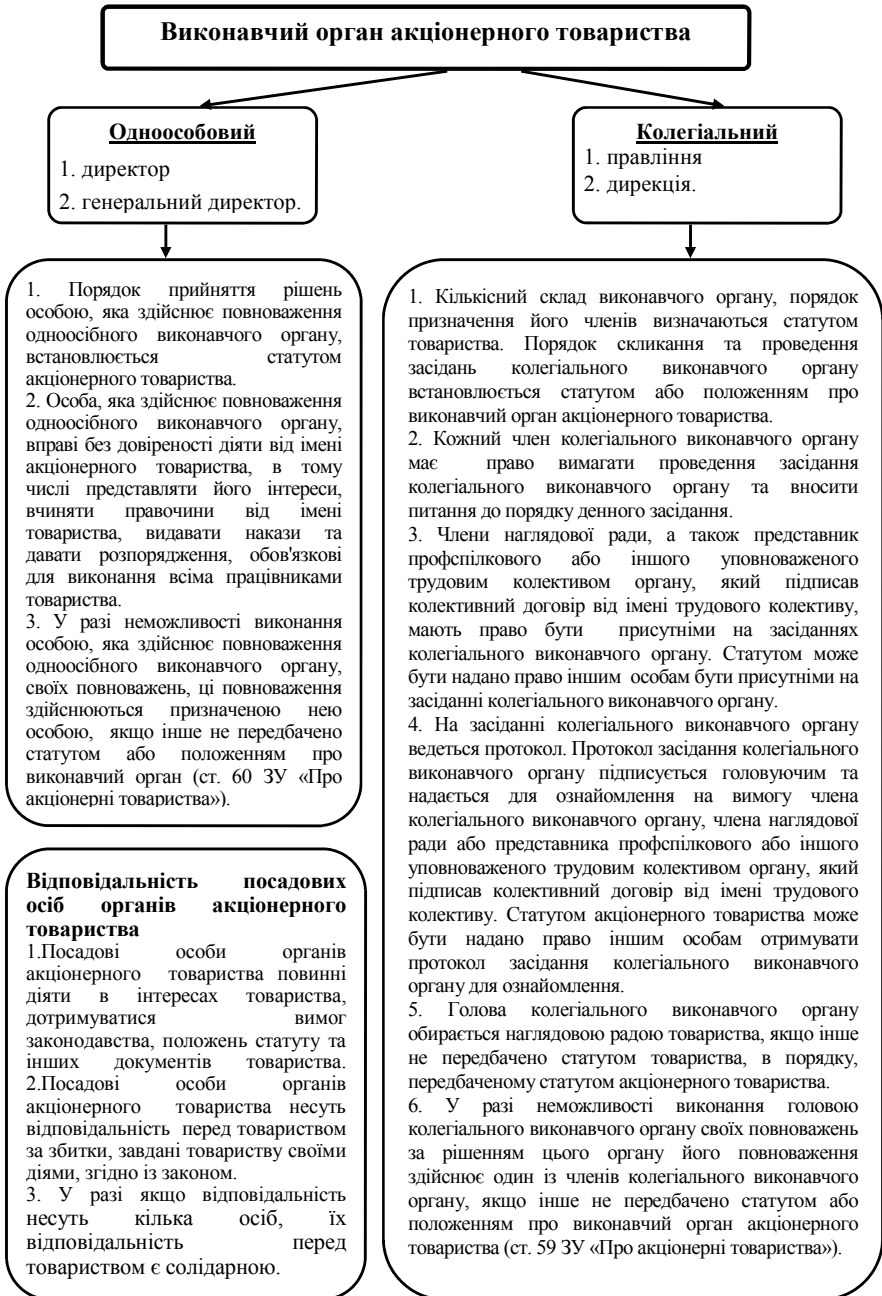 Виконавчий орган акціонерного товариства
Одноособовий
1. директор
2. генеральний директор.
Колегіальний
1. правління
2. дирекція.
1. Порядок прийняття рішень
особою, яка здійснює повноваження
одноосібного виконавчого органу,
встановлюється статутом
акціонерного товариства.
2. Особа, яка здійснює повноваження
одноосібного виконавчого органу,
вправі без довіреності діяти від імені
акціонерного товариства, в тому
числі представляти його інтереси,
вчиняти правочини від імені
товариства, видавати накази та
давати розпорядження, обов'язкові
для виконання всіма працівниками
товариства.
3. У разі неможливості виконання
особою, яка здійснює повноваження
одноосібного виконавчого органу,
своїх повноважень, ці повноваження
здійснюються призначеною нею
особою, якщо інше не передбачено
статутом або положенням про
виконавчий орган (ст. 60 ЗУ «Про
акціонерні товариства»).
Відповідальність посадових
осіб органів акціонерного
товариства
1.Посадові особи органів
акціонерного товариства повинні
діяти в інтересах товариства,
дотримуватися вимог
законодавства, положень статуту та
інших документів товариства.
2.Посадові особи органів
акціонерного товариства несуть
відповідальність перед товариством
за збитки, завдані товариству своїми
діями, згідно із законом.
3. У разі якщо відповідальність
несуть кілька осіб, їх
відповідальність перед
товариством є солідарною.
1. Кількісний склад виконавчого органу, порядок
призначення його членів визначаються статутом
товариства. Порядок скликання та проведення
засідань колегіального виконавчого органу
встановлюється статутом або положенням про
виконавчий орган акціонерного товариства.
2. Кожний член колегіального виконавчого органу
має право вимагати проведення засідання
колегіального виконавчого органу та вносити
питання до порядку денного засідання.
3. Члени наглядової ради, а також представник
профспілкового або іншого уповноваженого
трудовим колективом органу, який підписав
колективний договір від імені трудового колективу,
мають право бути присутніми на засіданнях
колегіального виконавчого органу. Статутом може
бути надано право іншим особам бути присутніми на
засіданні колегіального виконавчого органу.
4. На засіданні колегіального виконавчого органу
ведеться протокол. Протокол засідання колегіального
виконавчого органу підписується головуючим та
надається для ознайомлення на вимогу члена
колегіального виконавчого органу, члена наглядової
ради або представника профспілкового або іншого
уповноваженого трудовим колективом органу, який
підписав колективний договір від імені трудового
колективу. Статутом акціонерного товариства може
бути надано право іншим особам отримувати
протокол засідання колегіального виконавчого
органу для ознайомлення.
5. Голова колегіального виконавчого органу
обирається наглядовою радою товариства, якщо інше
не передбачено статутом товариства, в порядку,
передбаченому статутом акціонерного товариства.
6. У разі неможливості виконання головою
колегіального виконавчого органу своїх повноважень
за рішенням цього органу його повноваження
здійснює один із членів колегіального виконавчого
органу, якщо інше не передбачено статутом або
положенням про виконавчий орган акціонерного
товариства (ст. 59 ЗУ «Про акціонерні товариства»).